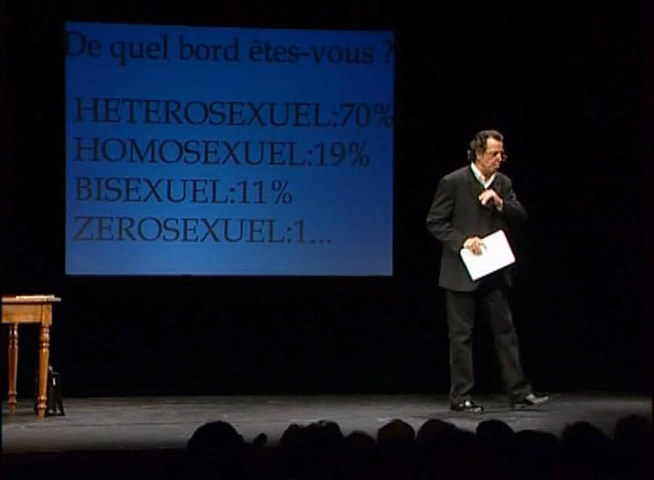 De quel bord êtes-vous ?
HETEROSEXUEL:70%
HOMOSEXUEL:19%
BISEXUEL:11%
ZEROSEXUEL:1...